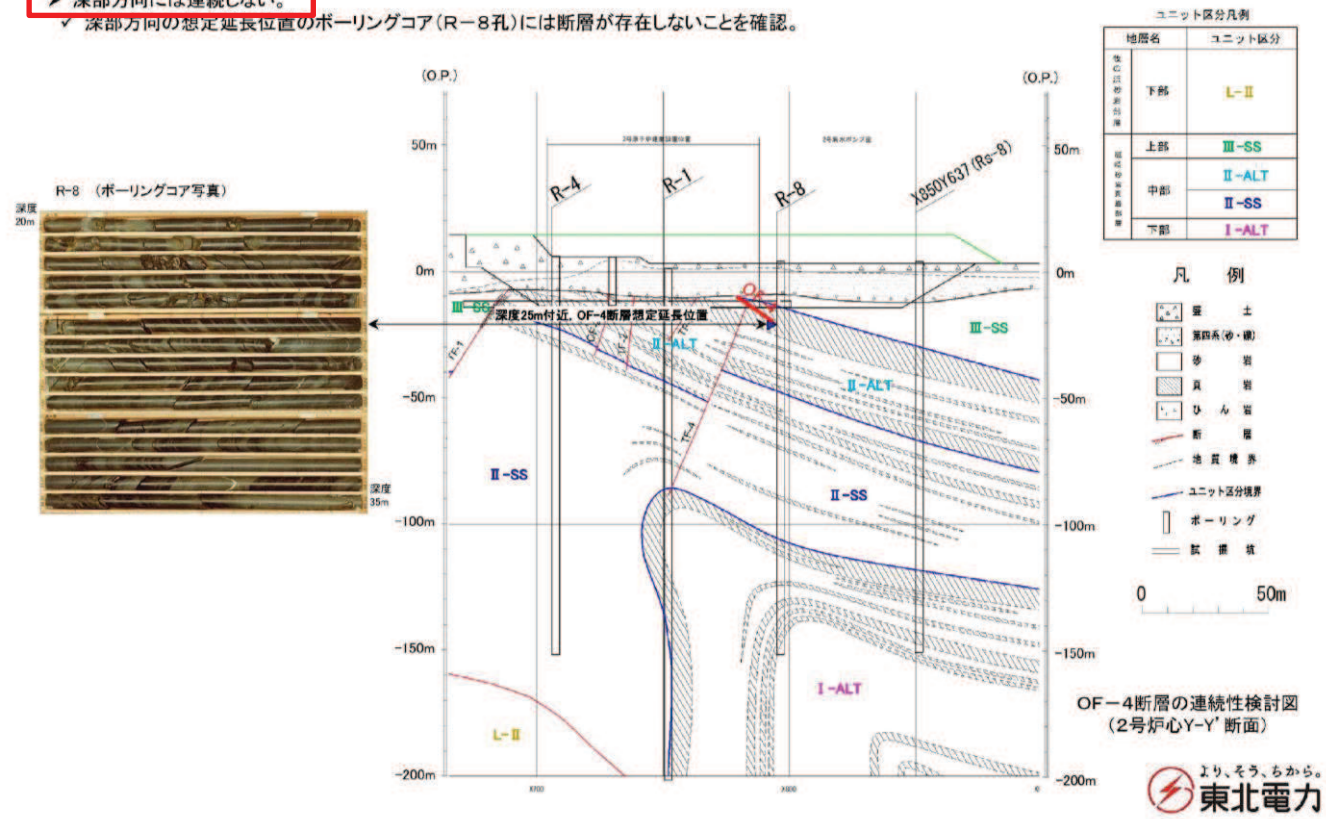 ➤ 深部方向には連続しない。
✓ 深部方向の想定延長位置のボーリングコア(R-8孔)には断層が存在しないことを確認。
ユニット区分凡例
地層名 ユニット区分
下部 L-Ⅱ
上部 Ⅲ-SS
中部 Ⅱ-ALT
Ⅱ-SS
下部 Ⅰ-ALT
(O.P.) (O.P.)
50m 50m
R-4 R-1 R-8 X850Y637(Rs-8)
R-8 (ボーリングコア写真)
深度
20m
深度
35m
0m 0m
Ⅲ-SS
OF-4
深度25m付近、OF-4断層想定延長位置
Ⅲ-SS
TF-1
Ⅱ-ALT
Ⅱ-ALT
-50m -50m
TF-4
Ⅱ-SS
Ⅱ-SS
-100m -100m
-150m -150m
Ⅰ-ALT
L-Ⅱ
-200m -200m
凡 例
盛 土
第四系(砂・礫)
砂 岩
頁 岩
ひ ん 岩
断 層
地 質 境 界
ユニット区分境界
ボ ー リ ン グ
試 掘 坑
0 50m
OF-4断層の連続性検討図
(2号炉心Y-Y'断面)
より、そう、ちから。
東北電力